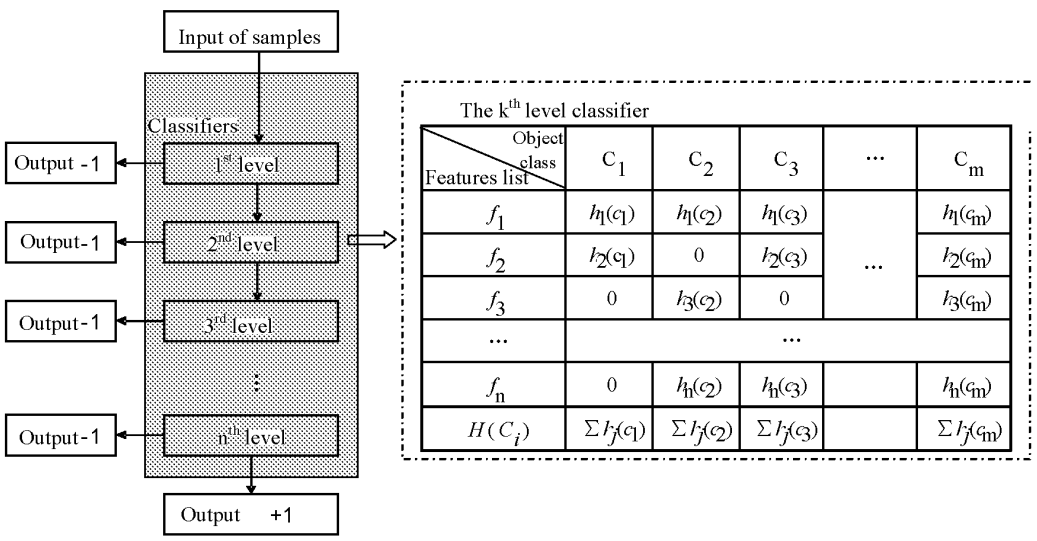 Input of samples
Classifiers
Output -1
1st level
Output-1
2nd level
Output-1
3rd level
⋮
Output-1
nth level
Output +1
The kth level classifier
Object class
Features list
C1 C2 C3 ... Cm
f1 h1(c1) h1(c2) h1(c3) h1(cm)
f2 h2(c1) 0 h2(c3) ... h2(cm)
f3 0 h3(c2) 0 h3(cm)
... ...
fn 0 hn(c2) hn(c3) hn(cm)
H(Ci) Σhj(c1) Σhj(c2) Σhj(c3) Σhj(cm)